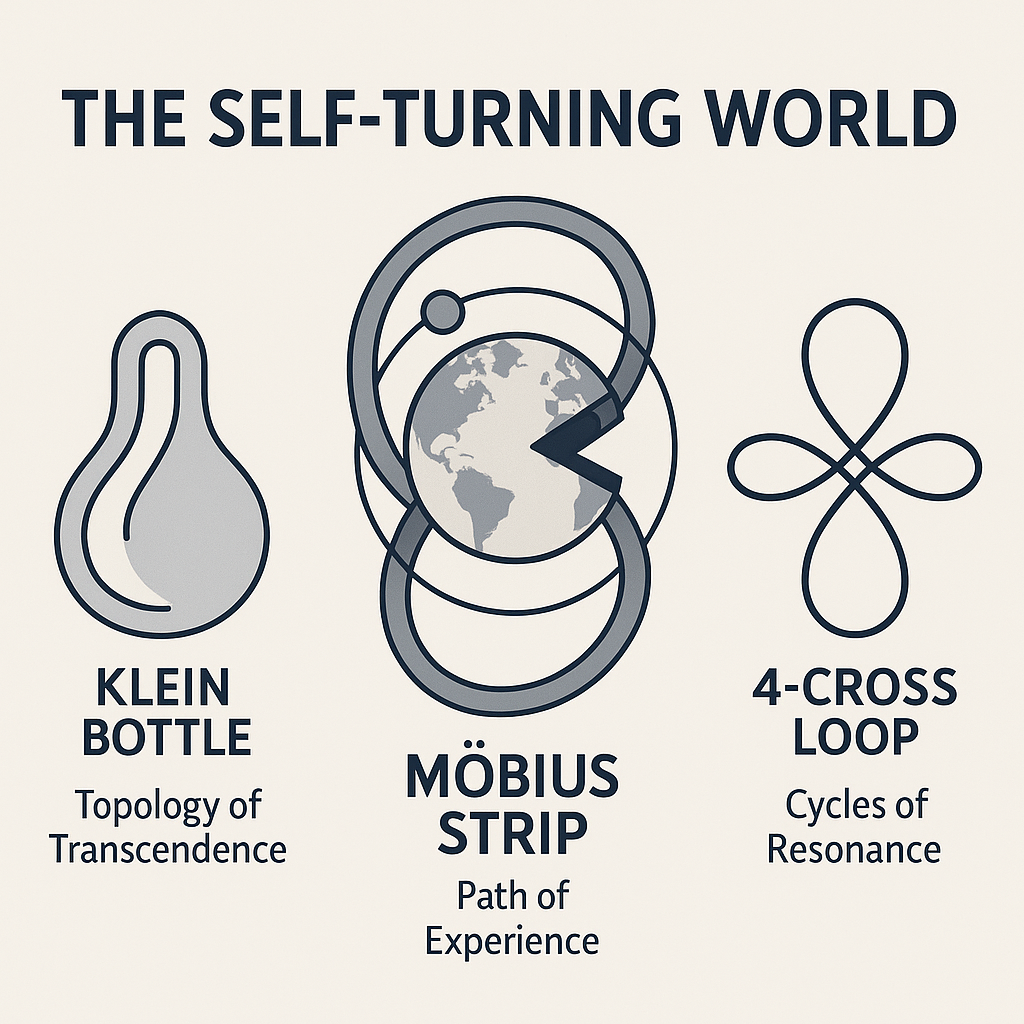 THE SELF-TURNING WORLD
KLEIN
BOTTLE
Topology of
Transcendence
MÖBIUS
STRIP
Path of
Experience
4-CROSS
LOOP
Cycles of
Resonance